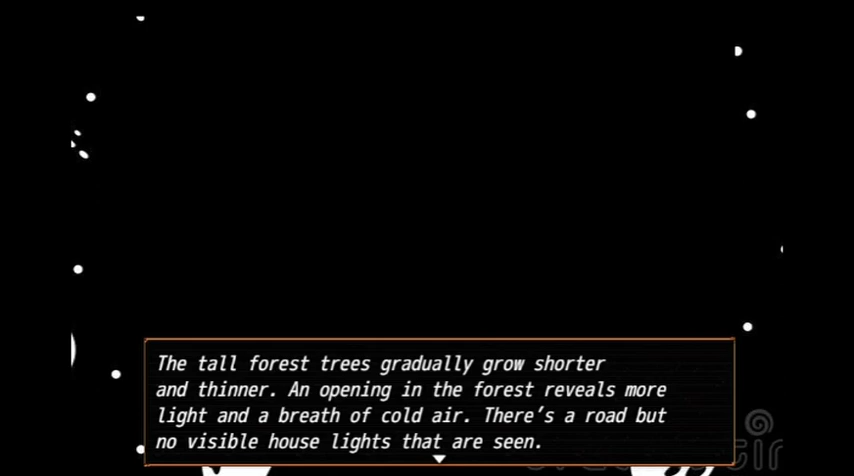 The tall forest trees gradually grow shorter
and thinner. An opening in the forest reveals more
light and a breath of cold air. There's a road but
no visible house lights that are seen.